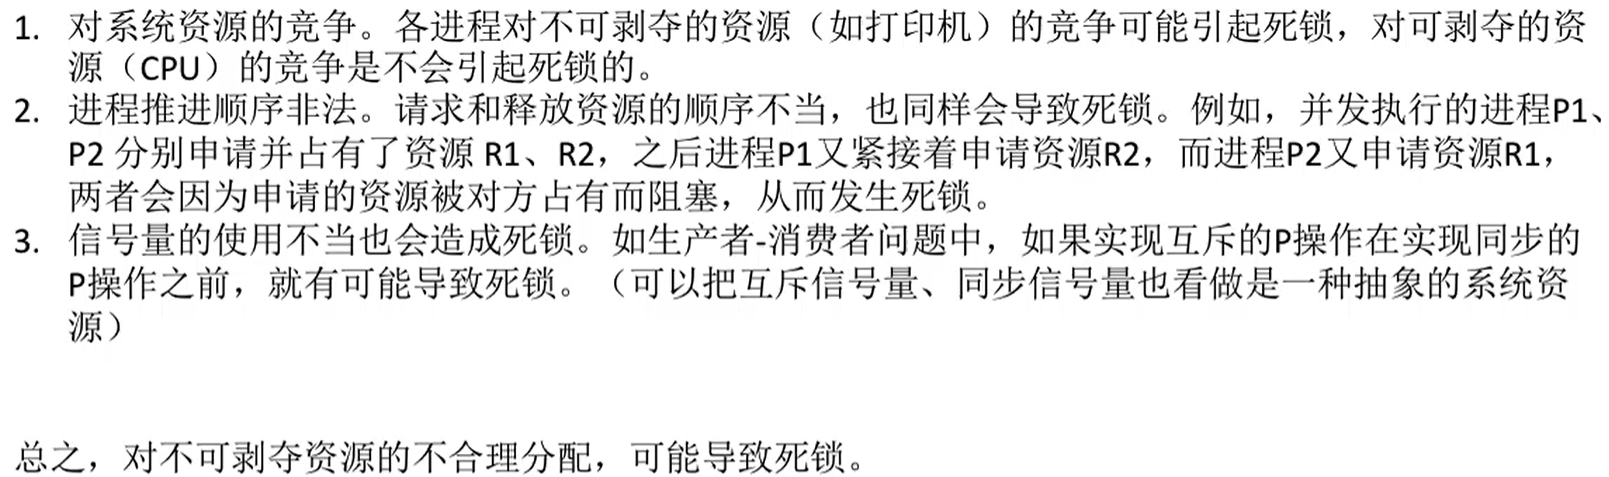 1. 对系统资源的竞争。各进程对不可剥夺的资源（如打印机）的竞争可能引起死锁，对可剥夺的资
源（CPU）的竞争是不会引起死锁的。
2. 进程推进顺序非法。请求和释放资源的顺序不当，也同样会导致死锁。例如，并发执行的进程P1、
P2 分别申请并占有了资源 R1、R2，之后进程P1又紧接着申请资源R2，而进程P2又申请资源R1，
两者会因为申请的资源被对方占有而阻塞，从而发生死锁。
3. 信号量的使用不当也会造成死锁。如生产者-消费者问题中，如果实现互斥的P操作在实现同步的
P操作之前，就有可能导致死锁。（可以把互斥信号量、同步信号量也看做是一种抽象的系统资
源）
总之，对不可剥夺资源的不合理分配，可能导致死锁。